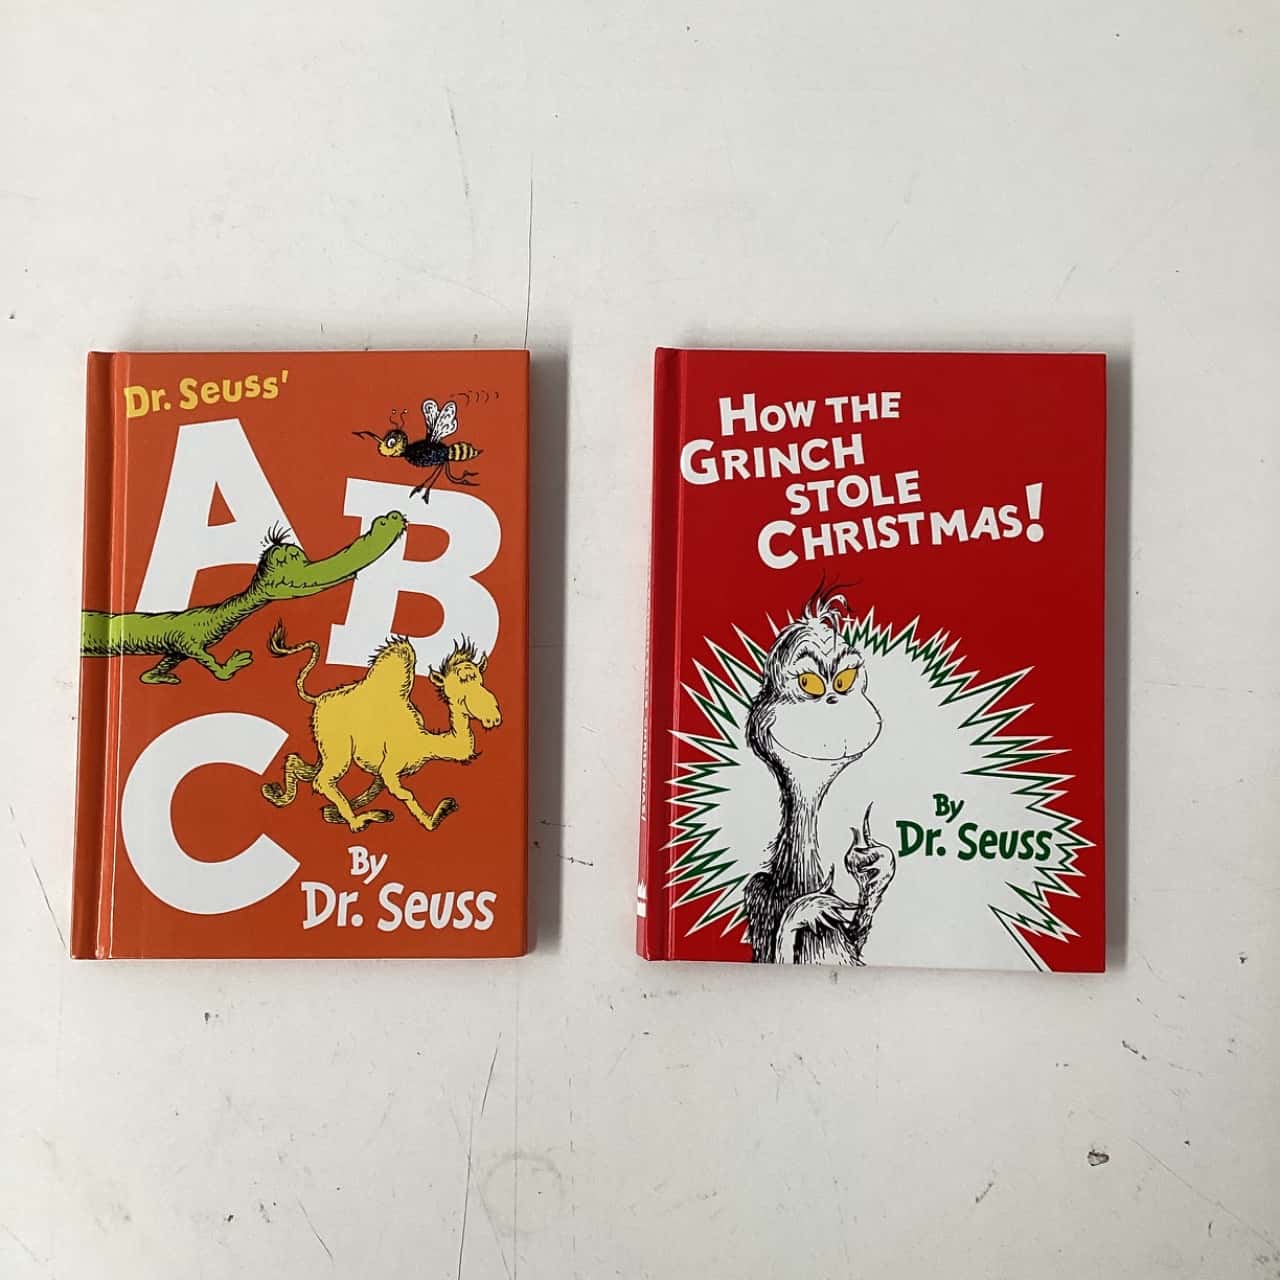 Dr. Seuss'
A
B
C
By
Dr. Seuss
How the
Grinch
stole
Christmas!
By
Dr. Seuss